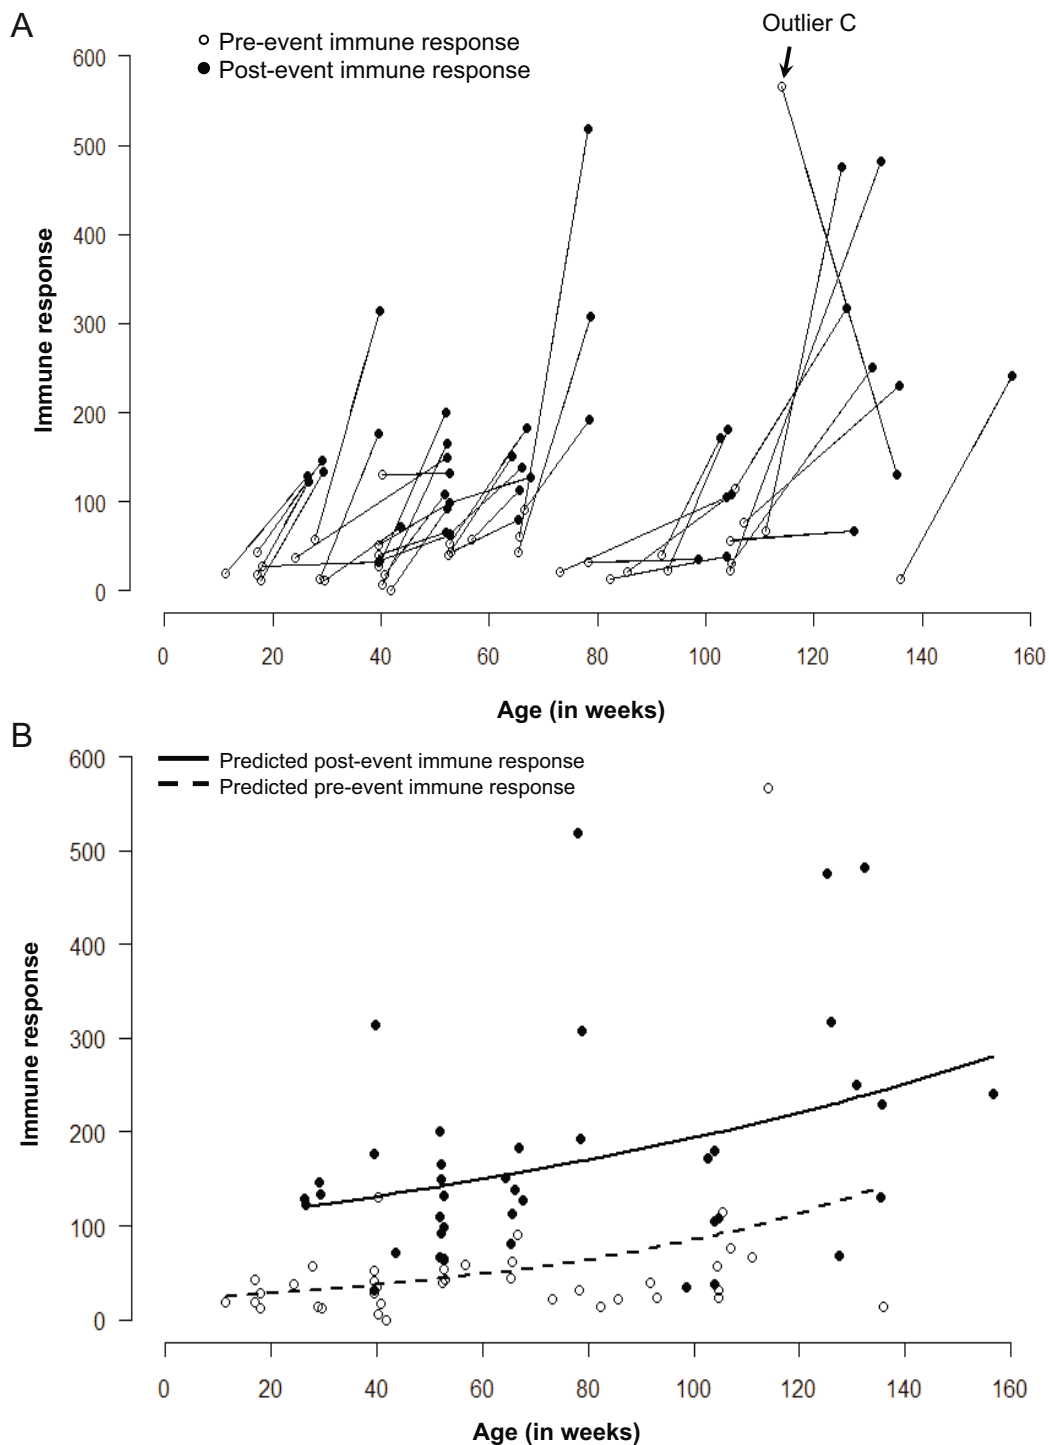 A
Outlier C
Pre-event immune response
Post-event immune response
600
500
400
300
200
100
0
Immune response
0 20 40 60 80 100 120 140 160
Age (in weeks)
B
Predicted post-event immune response
Predicted pre-event immune response
600
500
400
300
200
100
0
Immune response
0 20 40 60 80 100 120 140 160
Age (in weeks)